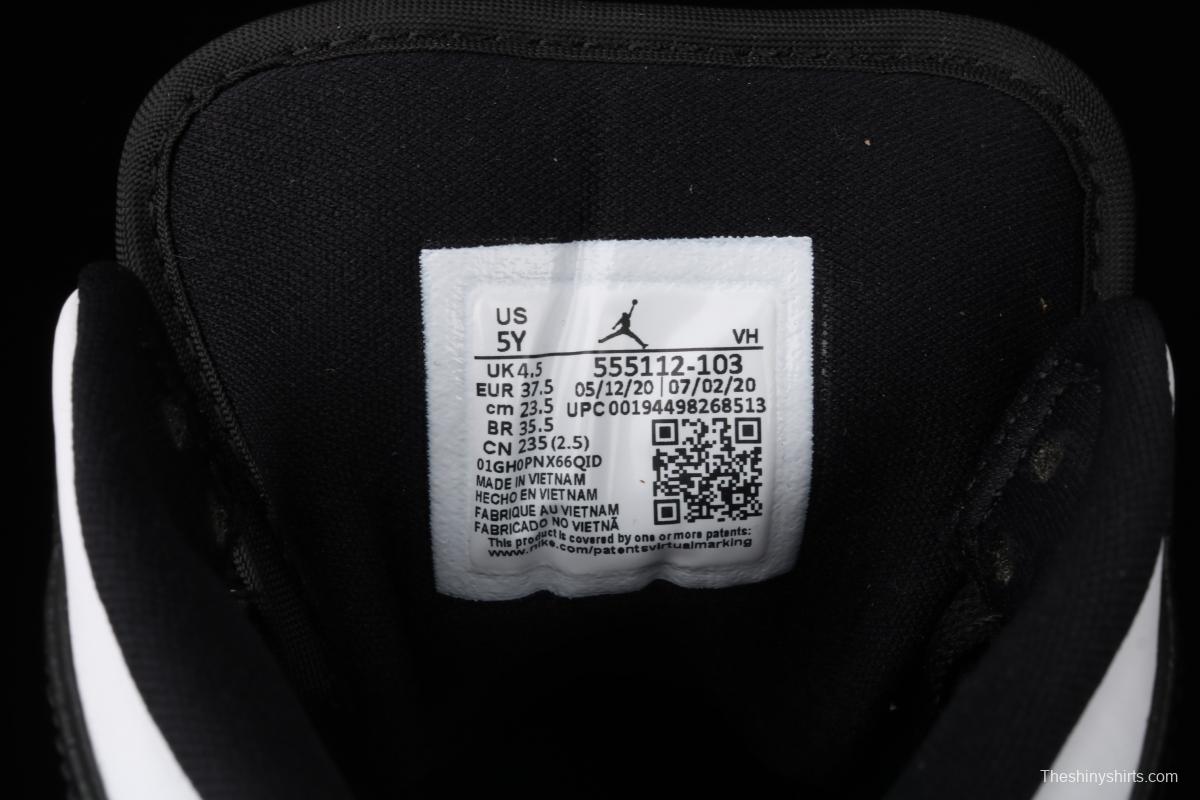 US
5Y
VH
UK 4.5
EUR 37.5
cm 23.5
BR 35.5
CN 235 (2.5)
555112-103
05/12/20 | 07/02/20
UPC 00194498268513
01GH0PNX66QID
MADE IN VIETNAM
HECHO EN VIETNAM
FABRIQUE AU VIETNAM
FABRICADO NO VIETNÃ
This product is covered by one or more patents:
www.nike.com/patentsvirtualmarking
Theshinyshirts.com